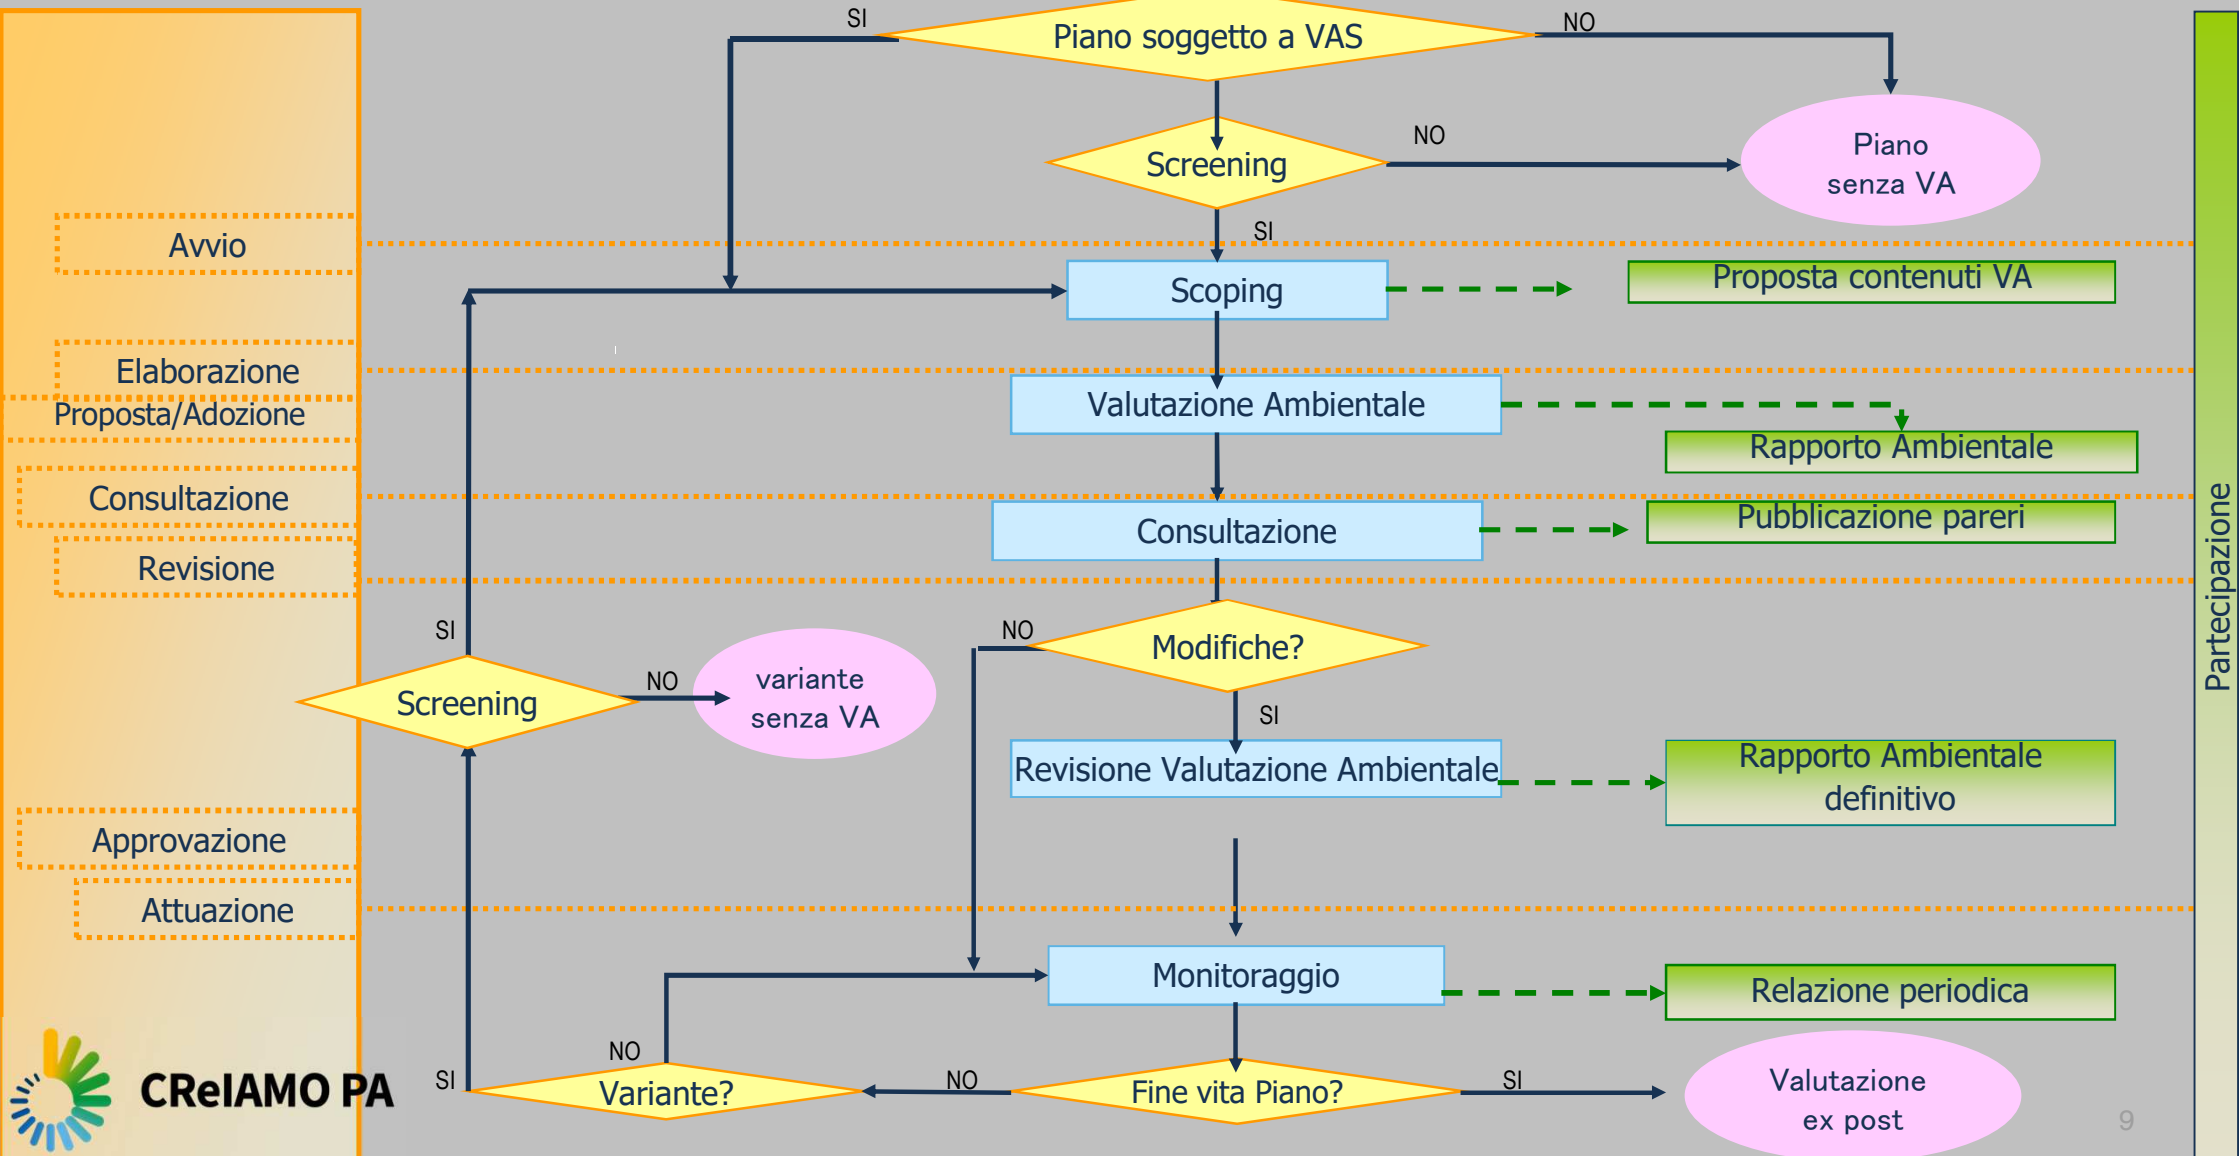 SI
Piano soggetto a VAS
NO
Screening
NO
Piano
senza VA
SI
Avvio
Scoping
Proposta contenuti VA
Elaborazione
Proposta/Adozione
Valutazione Ambientale
Rapporto Ambientale
Consultazione
Consultazione
Pubblicazione pareri
Revisione
Partecipazione
SI
NO
Modifiche?
Screening
NO
variante
senza VA
SI
Revisione Valutazione Ambientale
Rapporto Ambientale
definitivo
Approvazione
Attuazione
Monitoraggio
Relazione periodica
NO
SI
Variante?
NO
Fine vita Piano?
SI
Valutazione
ex post
CReIAMO PA
9